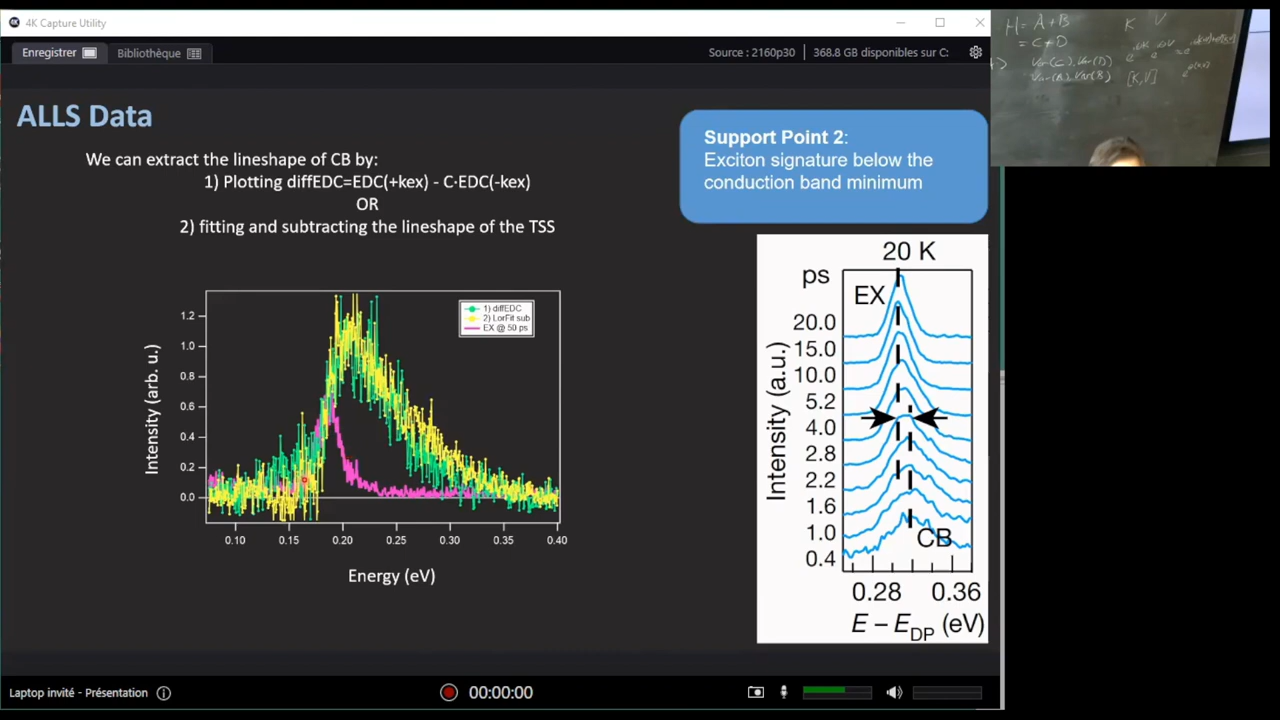 4K Capture Utility
Enregistrer
Bibliothèque
Source : 2160p30
368.8 GB disponibles sur C:
H= A+B
= C+D
K V
[K,V]
ALLS Data
We can extract the lineshape of CB by:
1) Plotting diffEDC=EDC(+kex) - C·EDC(-kex)
OR
2) fitting and subtracting the lineshape of the TSS
Support Point 2:
Exciton signature below the
conduction band minimum
1) diffEDC
2) LorFit sub
EX @ 50 ps
Intensity (arb. u.)
1.2
1.0
0.8
0.6
0.4
0.2
0.0
0.10 0.15 0.20 0.25 0.30 0.35 0.40
Energy (eV)
20 K
ps
EX
Intensity (a.u.)
20.0
15.0
10.0
5.2
4.0
2.8
2.2
1.6
1.0
0.4
CB
0.28 0.36
E – EDP (eV)
Laptop invité - Présentation
00:00:00